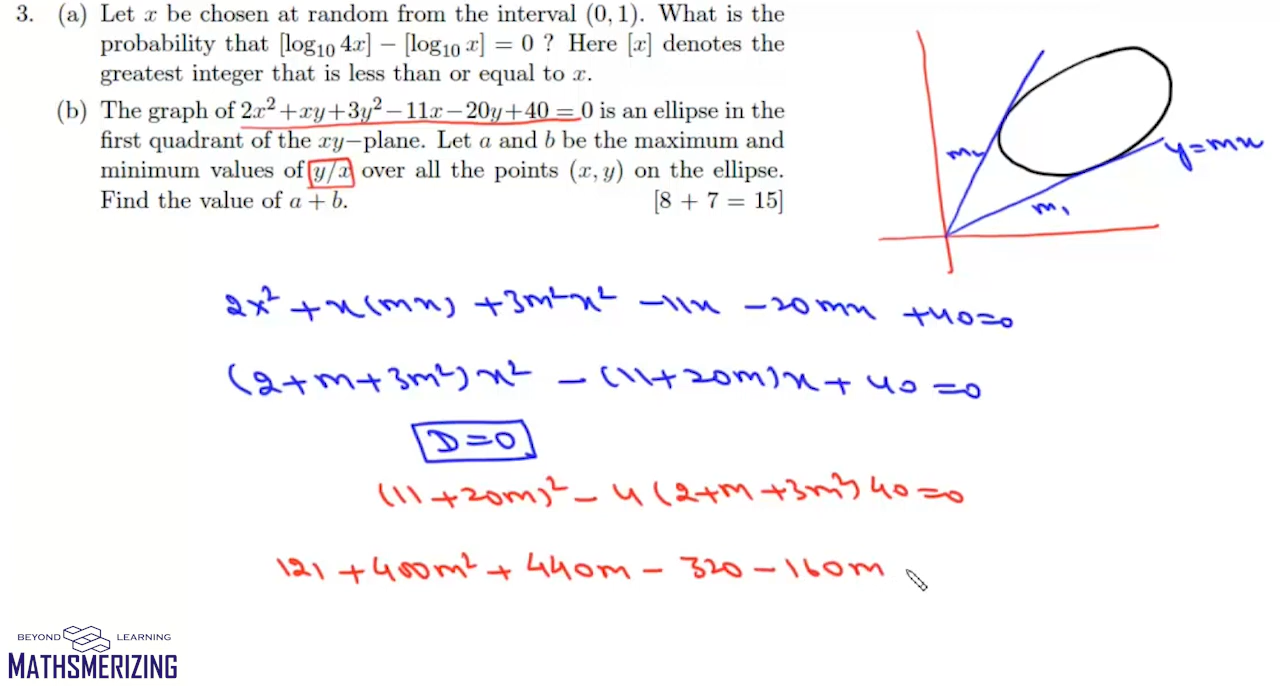 3. (a) Let x be chosen at random from the interval (0, 1). What is the
probability that [log₁₀ 4x] − [log₁₀ x] = 0 ? Here [x] denotes the
greatest integer that is less than or equal to x.
(b) The graph of 2x²+xy+3y²−11x−20y+40 = 0 is an ellipse in the
first quadrant of the xy−plane. Let a and b be the maximum and
minimum values of y/x over all the points (x, y) on the ellipse.
Find the value of a + b. [8 + 7 = 15]
y=mx
m₂
m₁
2x² + x(mx) + 3m²x² − 11x − 20mx + 40=0
(2+m+3m²)x² − (11+20m)x + 40 = 0
D=0
(11+20m)² − 4(2+m+3m²)40=0
121 + 400m² + 440m − 320 − 160m
BEYOND LEARNING
MATHSMERIZING